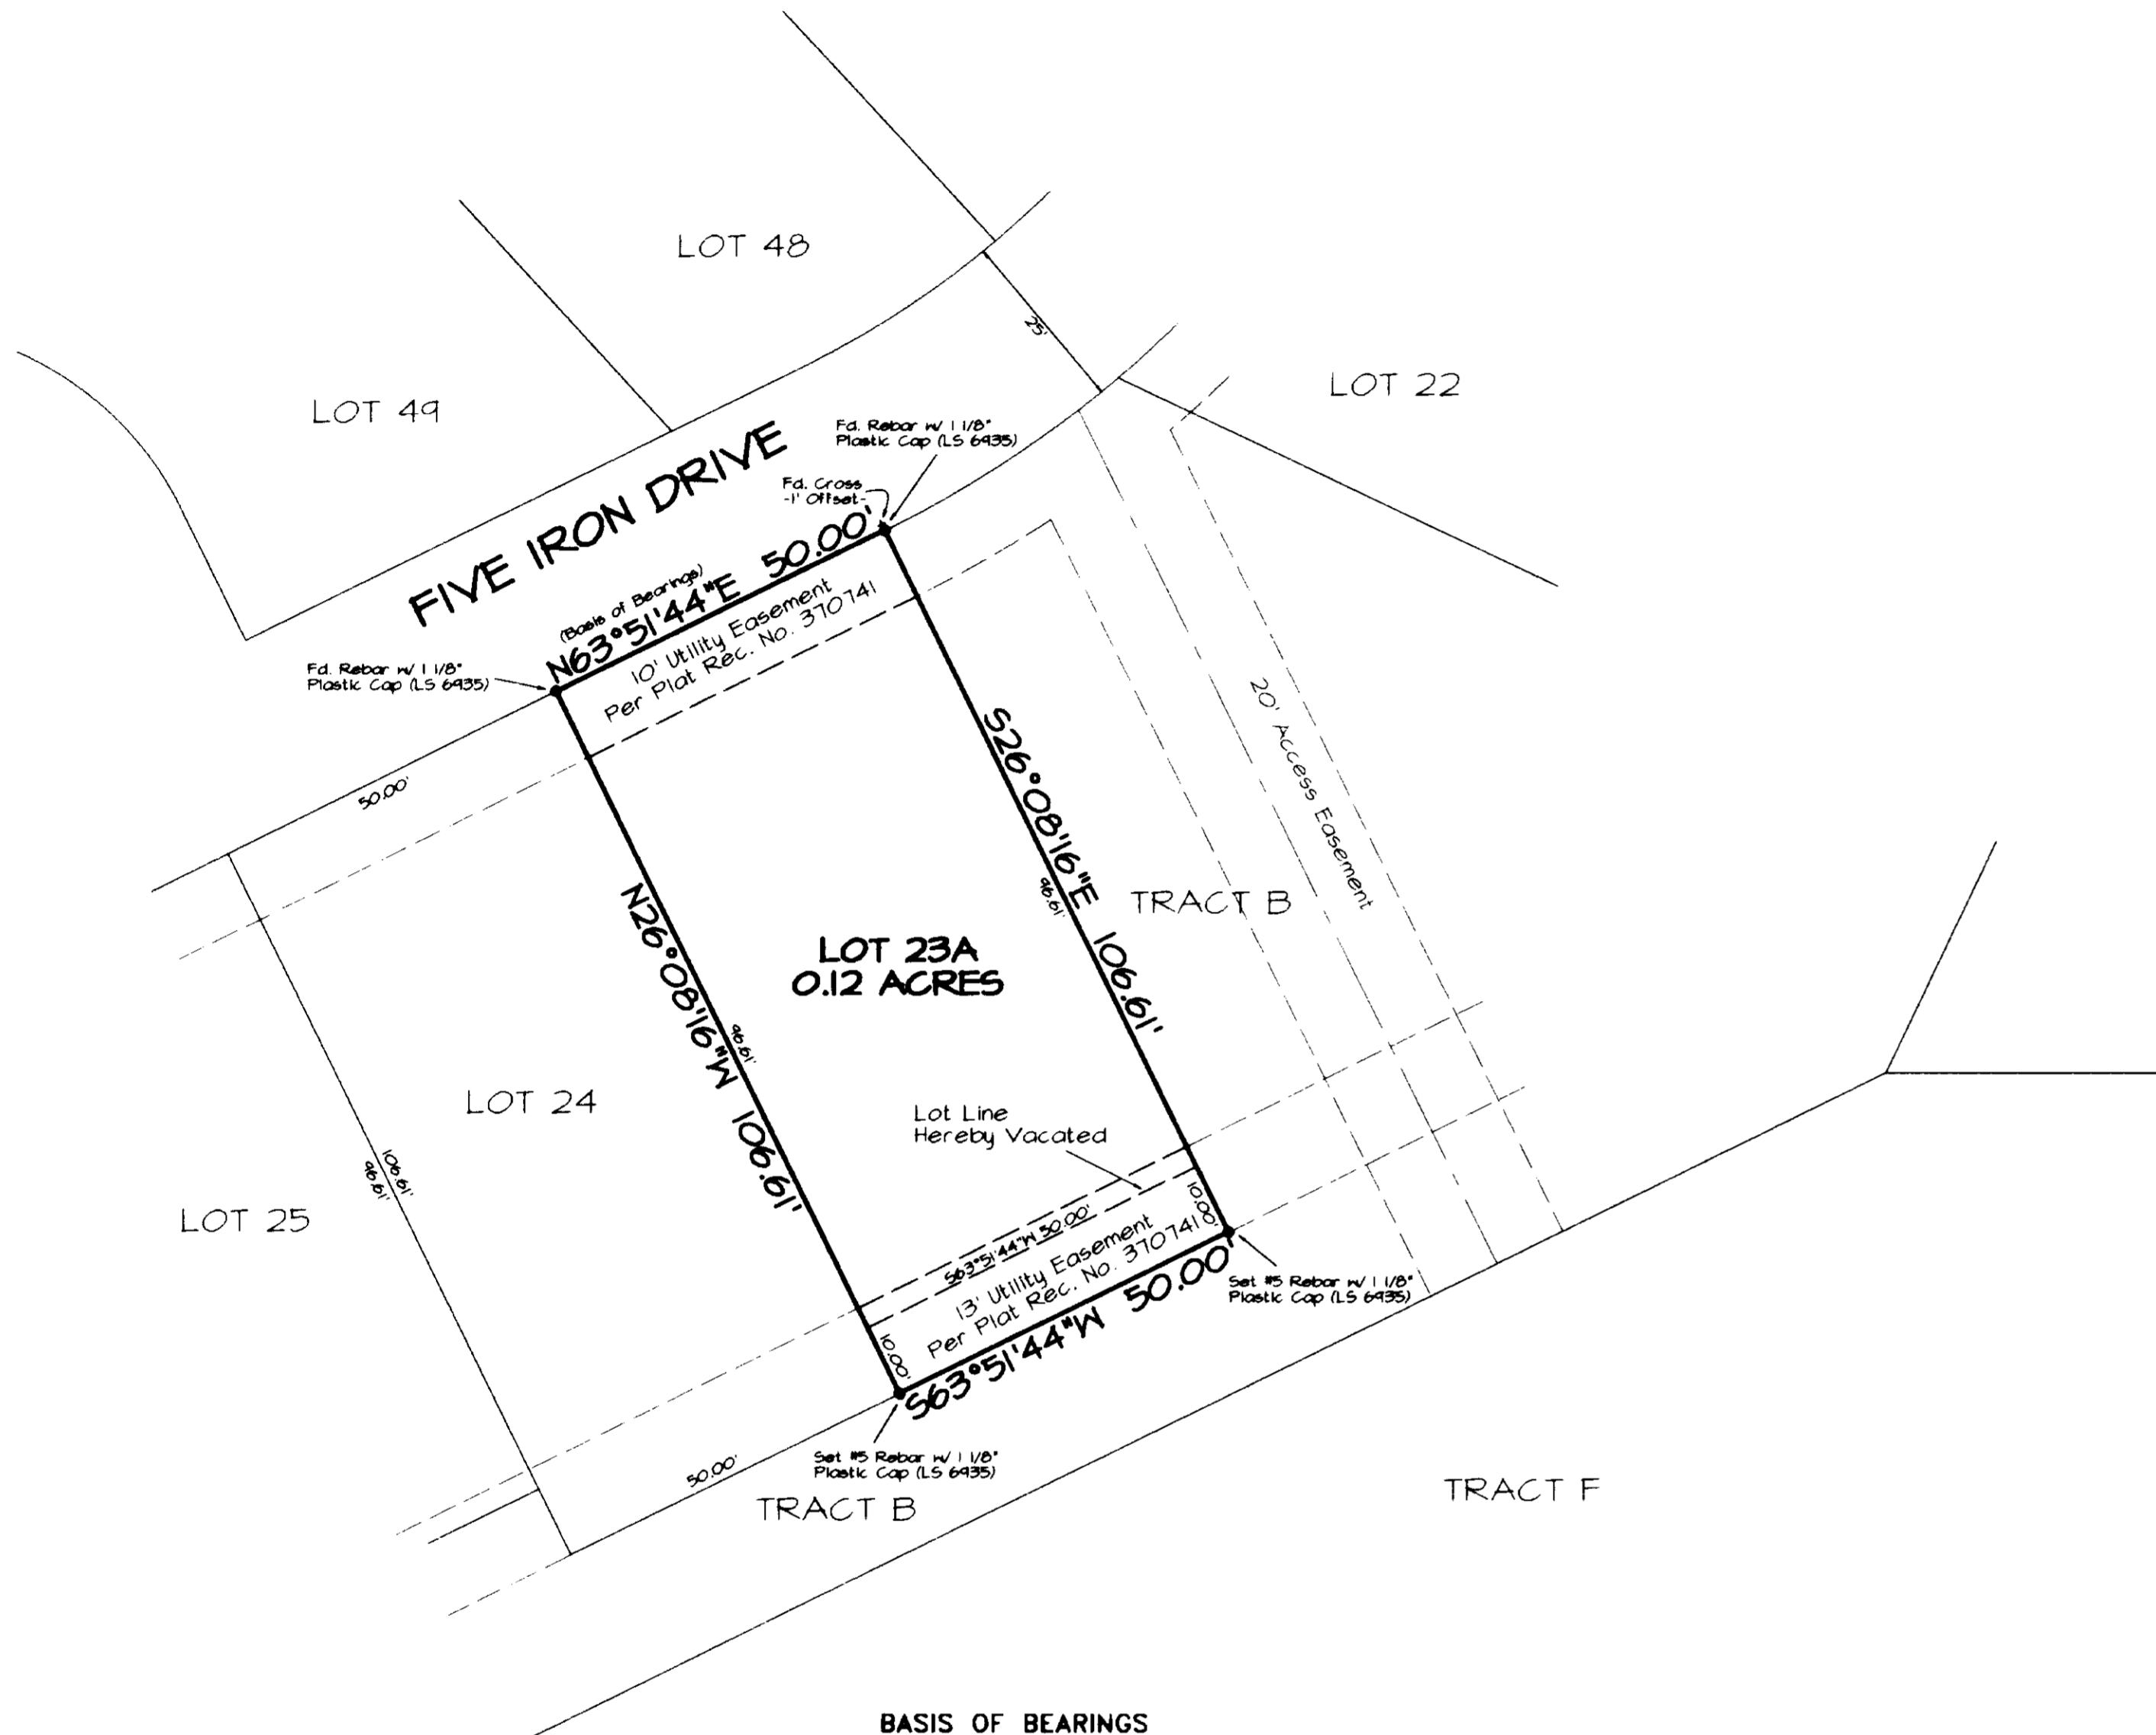 LOT 48
25'
LOT 22
LOT 49
FIVE IRON DRIVE
Fd. Rebar w/ 1 1/8"
Plastic Cap (LS 6935)
Fd. Cross
-1' Offset-
(Basis of Bearings)
N63°51'44"E 50.00'
10' Utility Easement
Per Plat Rec. No. 370741
Fd. Rebar w/ 1 1/8"
Plastic Cap (LS 6935)
50.00'
20' Access Easement
S26°08'16"E 106.61'
96.61'
TRACT B
N26°08'16"W 106.61'
96.61'
LOT 23A
0.12 ACRES
LOT 24
Lot Line
Hereby Vacated
106.61'
96.61'
LOT 25
S63°51'44"W 50.00'
10.00'
13' Utility Easement
Per Plat Rec. No. 370741
10.00'
S63°51'44"W 50.00'
Set #5 Rebar w/ 1 1/8"
Plastic Cap (LS 6935)
Set #5 Rebar w/ 1 1/8"
Plastic Cap (LS 6935)
50.00'
TRACT B
TRACT F
BASIS OF BEARINGS